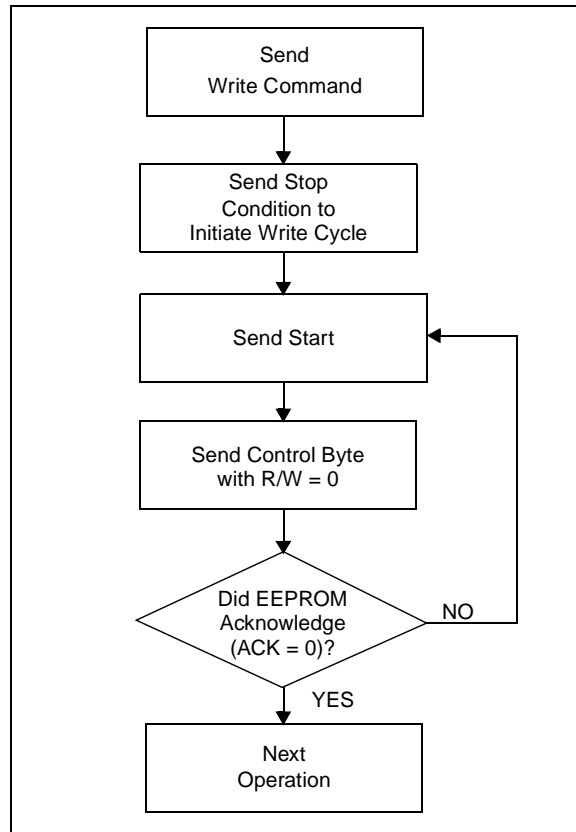 Send
Write Command
Send Stop
Condition to
Initiate Write Cycle
Send Start
Send Control Byte
with R/W = 0
Did EEPROM
Acknowledge
(ACK = 0)?
NO
YES
Next
Operation